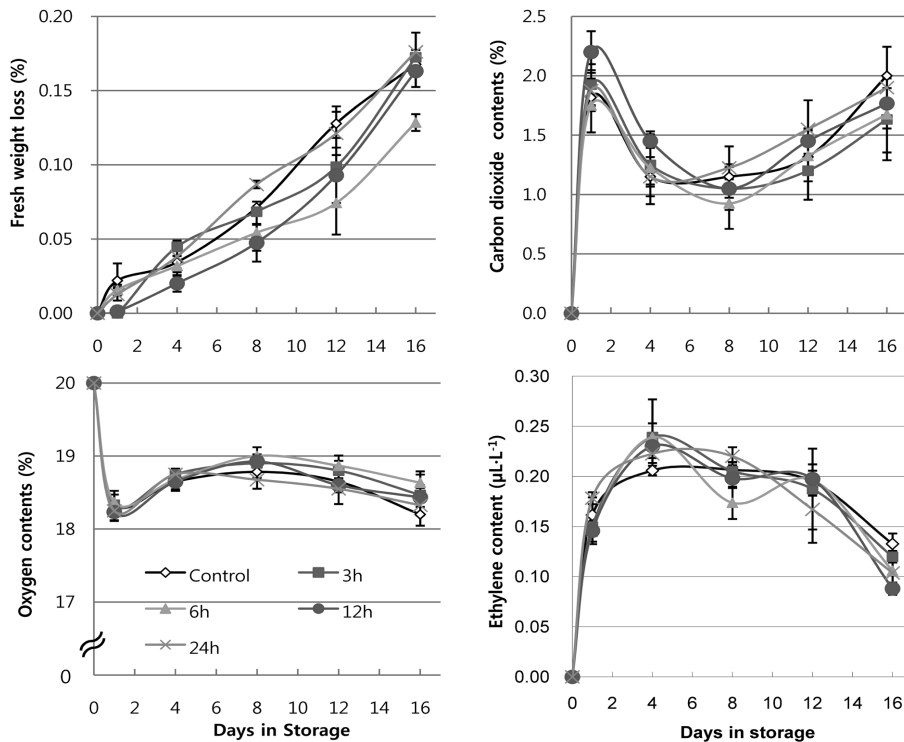 Fresh weight loss (%)
0.20
0.15
0.10
0.05
0.00
0 2 4 6 8 10 12 14 16
Carbon dioxide contents (%)
2.5
2.0
1.5
1.0
0.5
0.0
0 2 4 6 8 10 12 14 16
Oxygen contents (%)
20
19
18
17
0
Control
3h
6h
12h
24h
0 2 4 6 8 10 12 14 16
Days in Storage
Ethylene content (μL·L⁻¹)
0.30
0.25
0.20
0.15
0.10
0.05
0.00
0 2 4 6 8 10 12 14 16
Days in storage